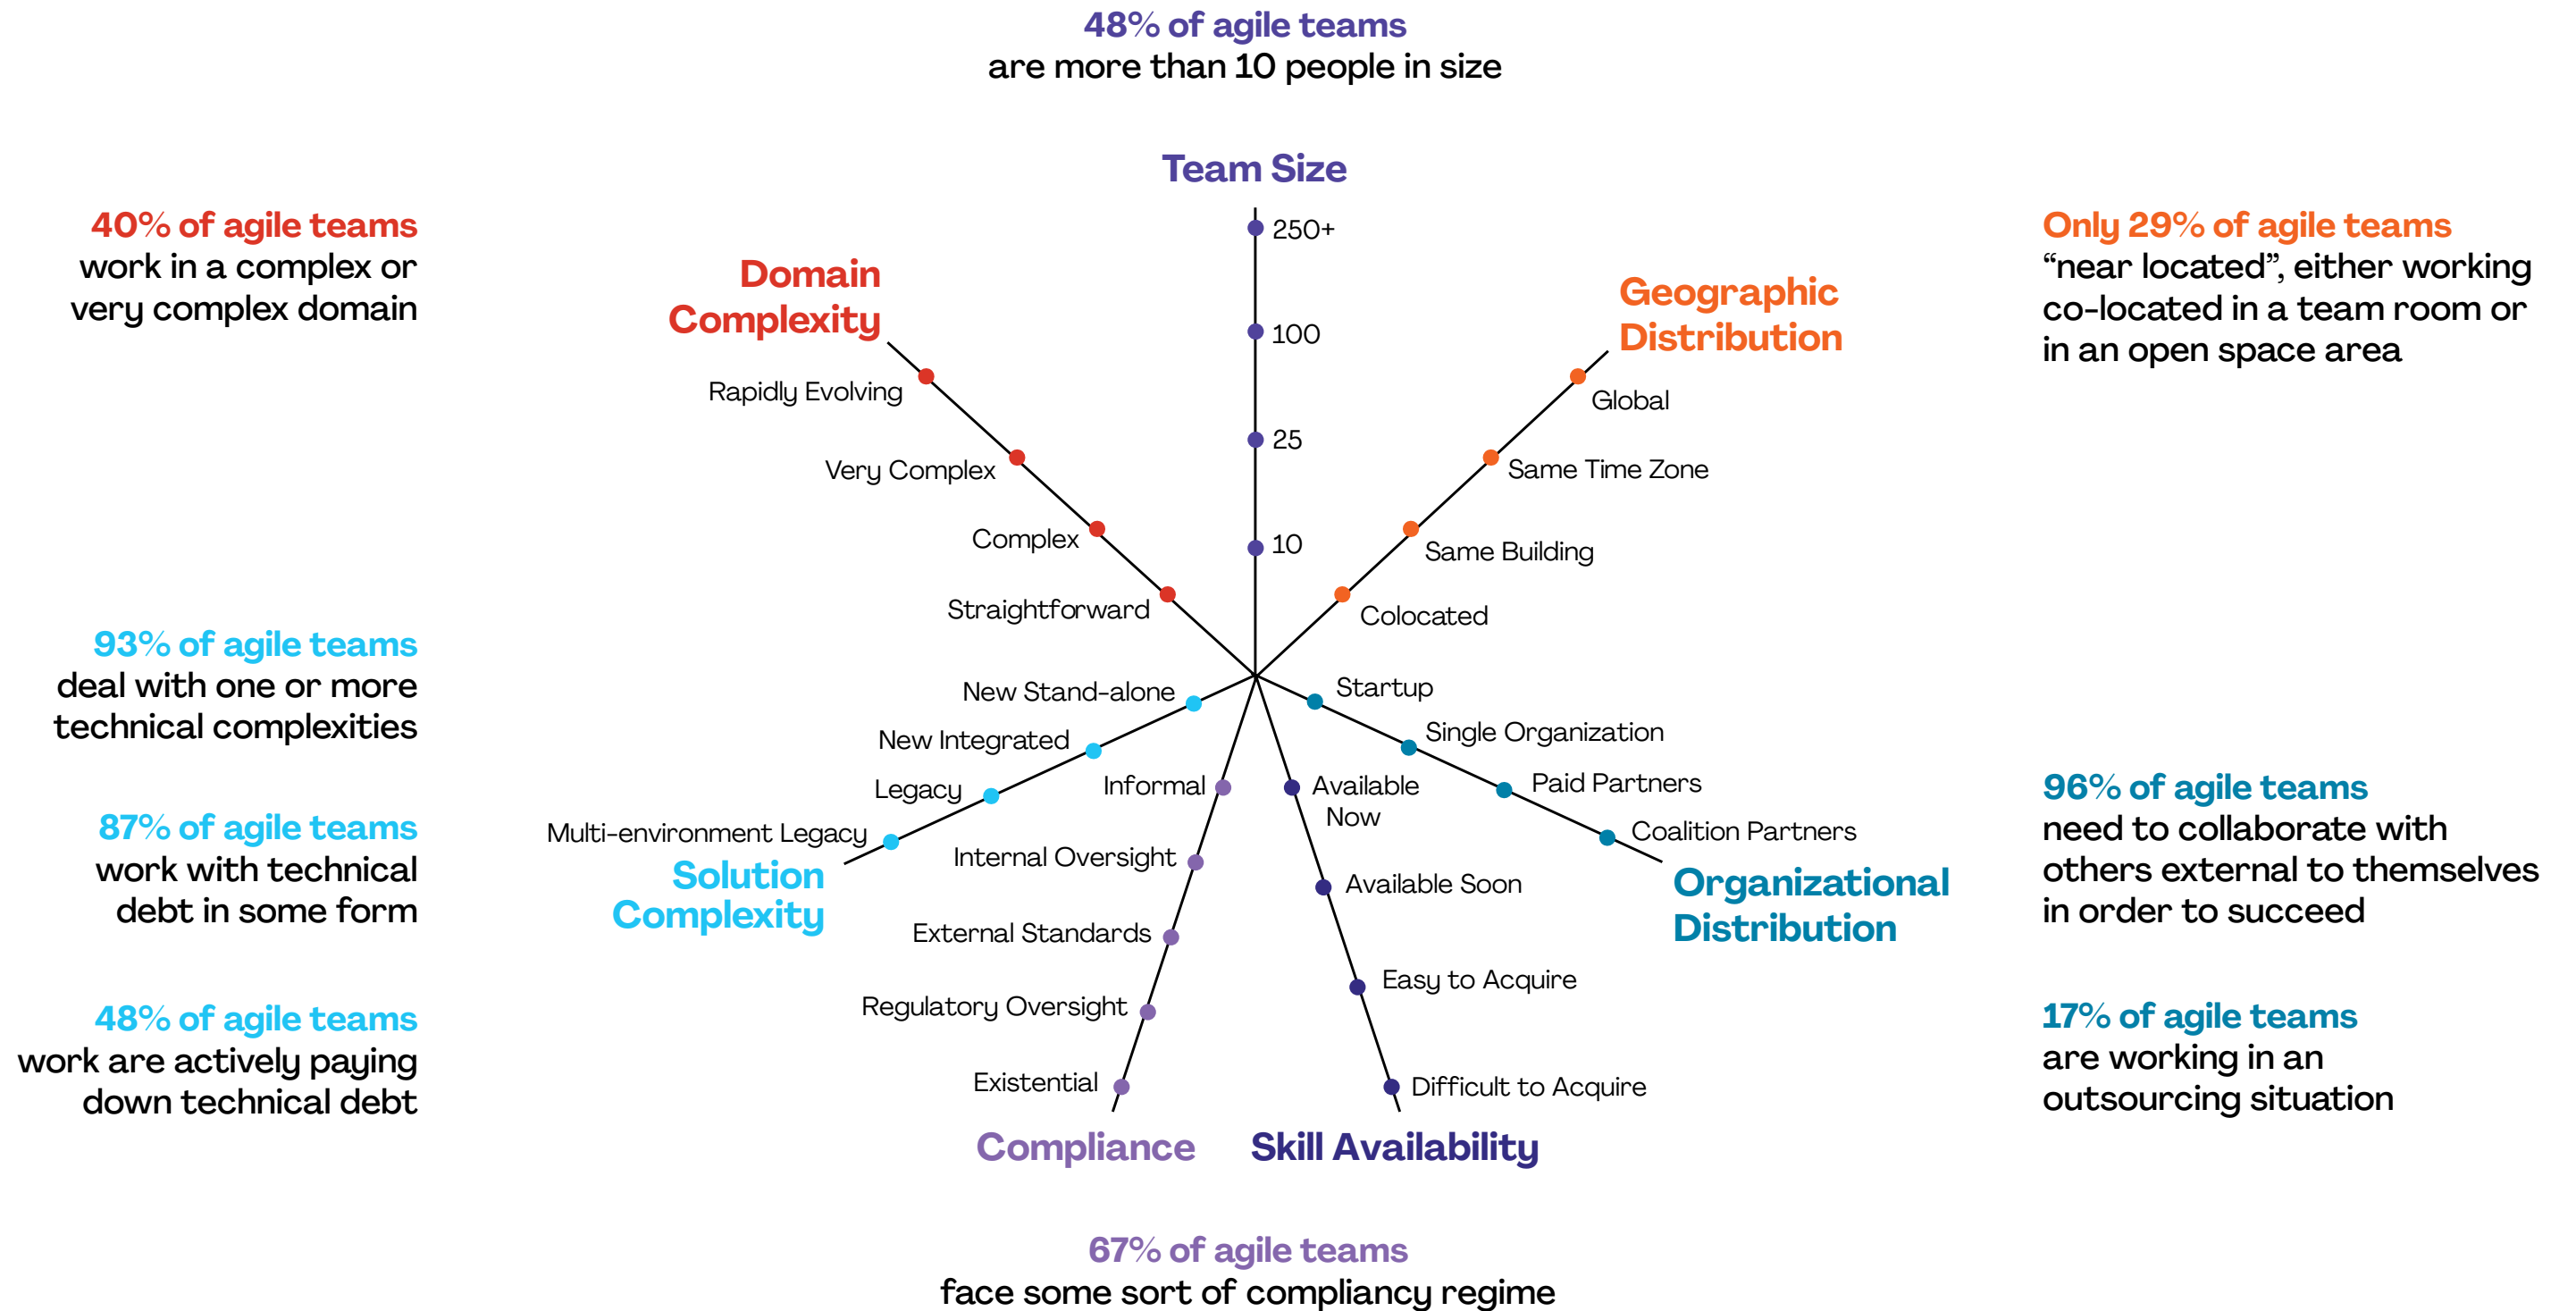 48% of agile teams
are more than 10 people in size
Team Size
250+
100
25
10
40% of agile teams
work in a complex or
very complex domain
Domain
Complexity
Rapidly Evolving
Very Complex
Complex
Straightforward
Geographic
Distribution
Global
Same Time Zone
Same Building
Colocated
Only 29% of agile teams
“near located”, either working
co-located in a team room or
in an open space area
93% of agile teams
deal with one or more
technical complexities
87% of agile teams
work with technical
debt in some form
48% of agile teams
work are actively paying
down technical debt
New Stand-alone
New Integrated
Legacy
Multi-environment Legacy
Solution
Complexity
Informal
Internal Oversight
External Standards
Regulatory Oversight
Existential
Compliance
Available
Now
Available Soon
Easy to Acquire
Difficult to Acquire
Skill Availability
Startup
Single Organization
Paid Partners
Coalition Partners
Organizational
Distribution
96% of agile teams
need to collaborate with
others external to themselves
in order to succeed
17% of agile teams
are working in an
outsourcing situation
67% of agile teams
face some sort of compliancy regime